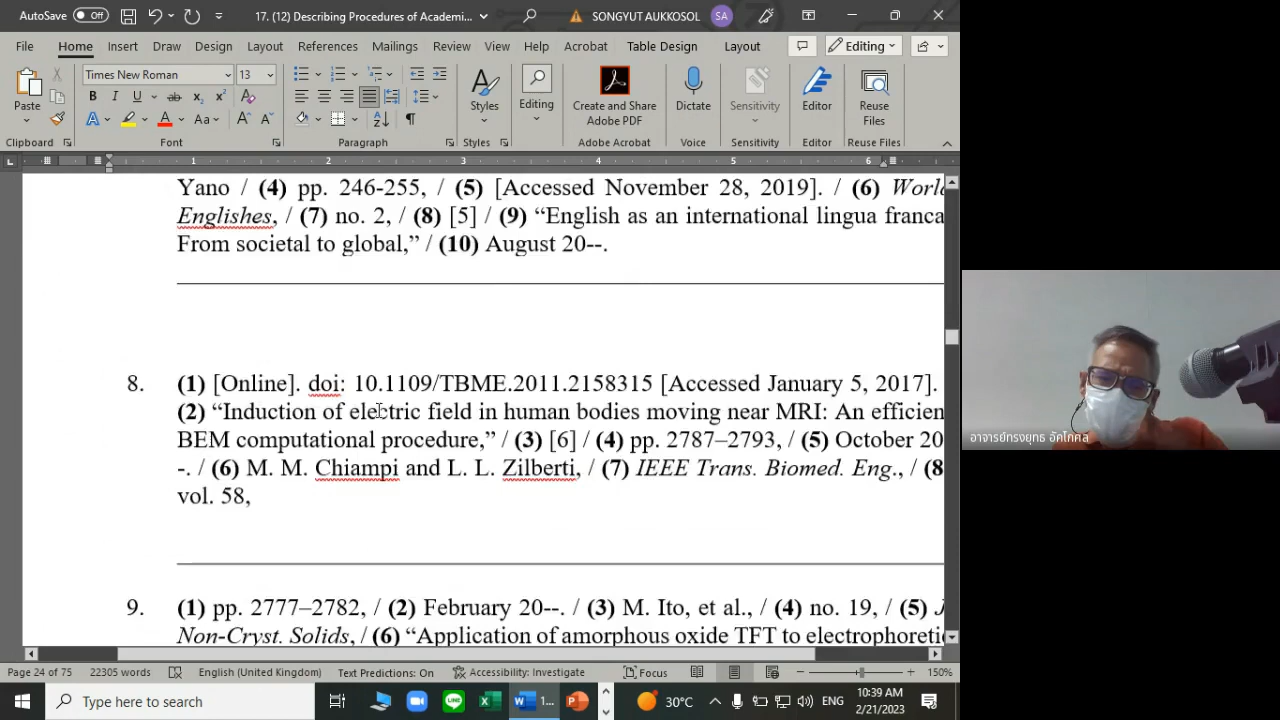 AutoSave Off 17. (12) Describing Procedures of Academi... SONGYUT AUKKOSOL SA
File Home Insert Draw Design Layout References Mailings Review View Help Acrobat Table Design Layout Editing
Times New Roman 13
Paste Styles Editing Create and Share Adobe PDF Dictate Sensitivity Editor Reuse Files
Clipboard Font Paragraph Styles Adobe Acrobat Voice Sensitivity Editor Reuse Files
1 2 3 4 5 6
Yano / (4) pp. 246-255, / (5) [Accessed November 28, 2019]. / (6) Worl
Englishes, / (7) no. 2, / (8) [5] / (9) “English as an international lingua franca
From societal to global,” / (10) August 20--.
8. (1) [Online]. doi: 10.1109/TBME.2011.2158315 [Accessed January 5, 2017].
(2) “Induction of electric field in human bodies moving near MRI: An efficien
BEM computational procedure,” / (3) [6] / (4) pp. 2787–2793, / (5) October 20
-. / (6) M. M. Chiampi and L. L. Zilberti, / (7) IEEE Trans. Biomed. Eng., / (8
vol. 58,
9. (1) pp. 2777–2782, / (2) February 20--. / (3) M. Ito, et al., / (4) no. 19, / (5) J
Non-Cryst. Solids, / (6) “Application of amorphous oxide TFT to electrophoreti
อาจารย์ทรงยุทธ อัคโกศล
Page 24 of 75 22305 words English (United Kingdom) Text Predictions: On Accessibility: Investigate Focus 150%
Type here to search 1... 30°C ENG 10:39 AM
2/21/2023